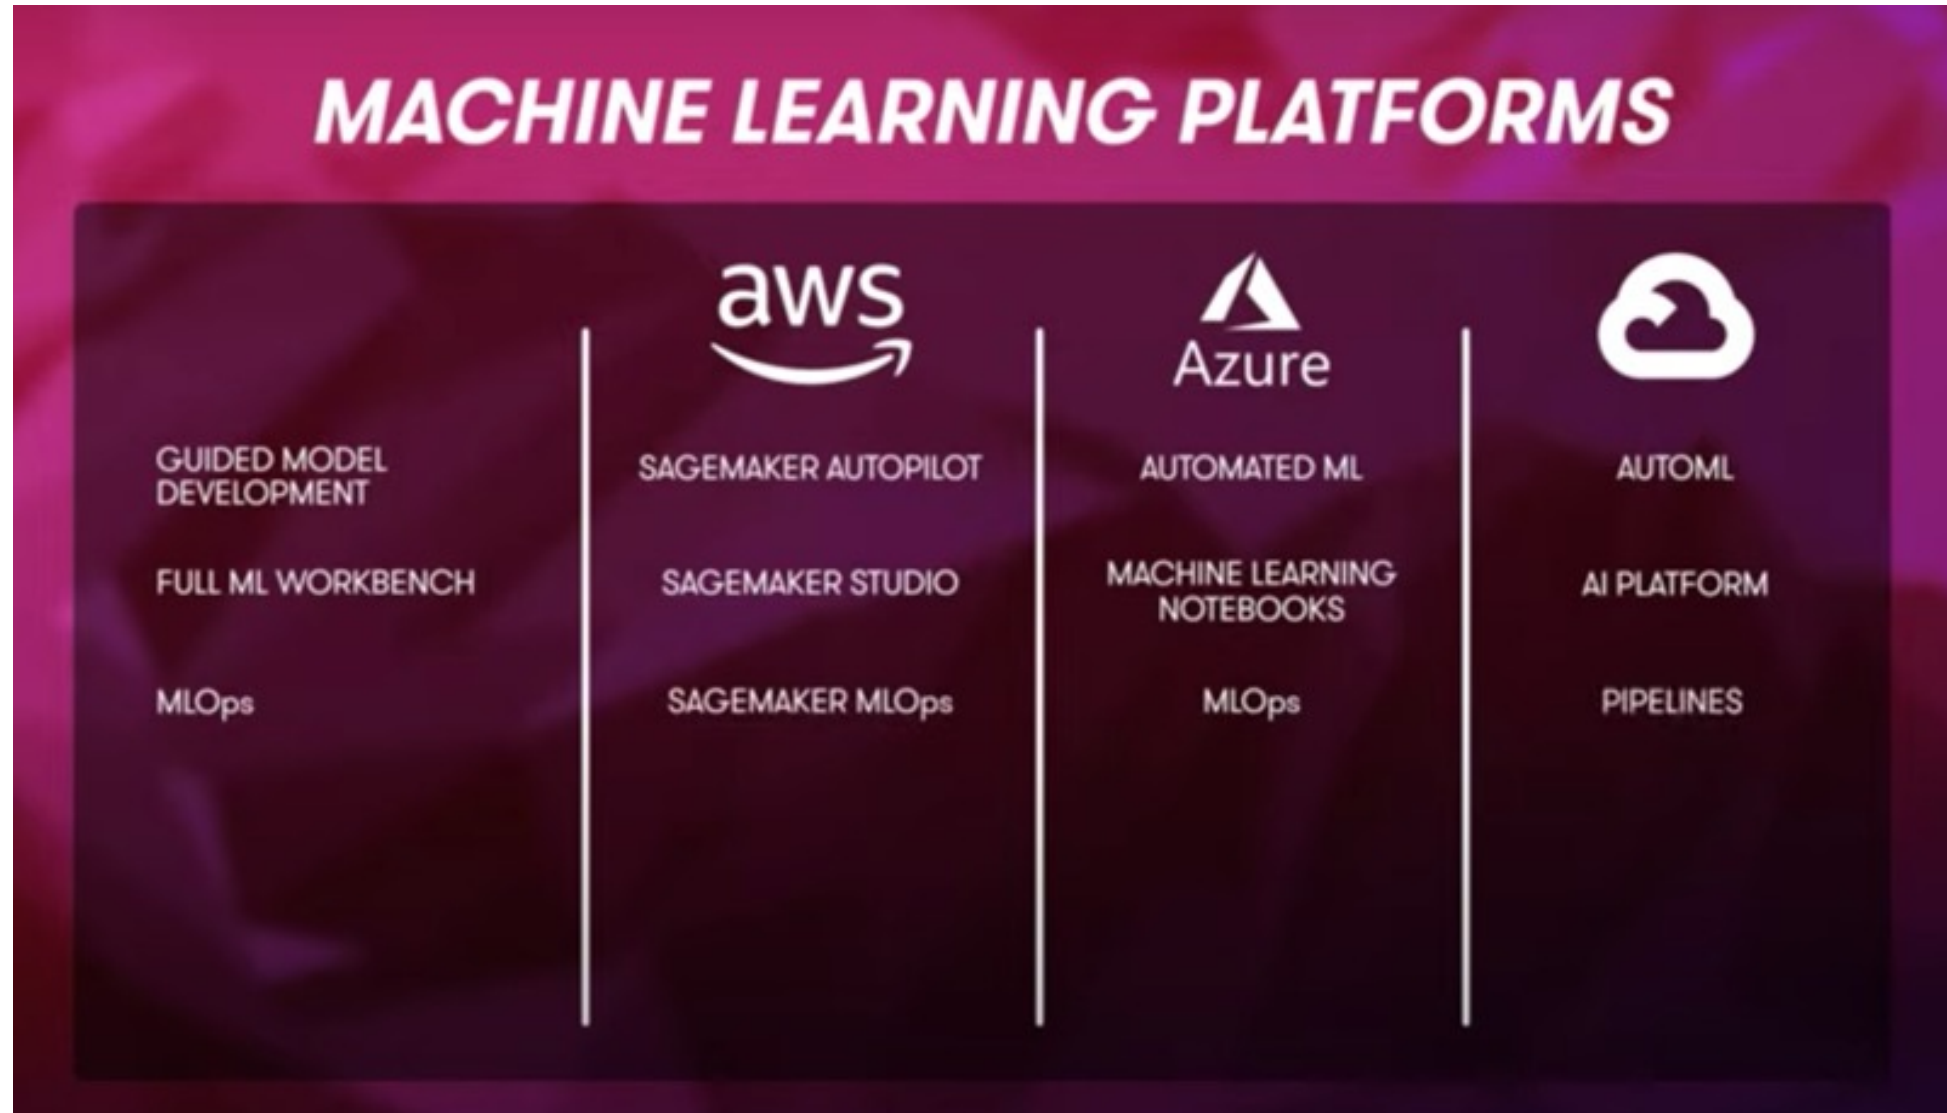 MACHINE LEARNING PLATFORMS
aws
Azure
GUIDED MODEL
DEVELOPMENT
SAGEMAKER AUTOPILOT
AUTOMATED ML
AUTOML
FULL ML WORKBENCH
SAGEMAKER STUDIO
MACHINE LEARNING
NOTEBOOKS
AI PLATFORM
MLOps
SAGEMAKER MLOps
MLOps
PIPELINES